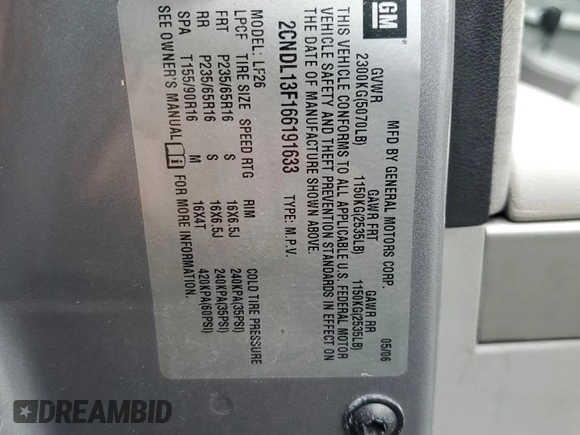 GM
MFD BY GENERAL MOTORS CORP. 05/06
GVWR GAWR FRT GAWR RR
2300KG(5070LB) 1150KG(2535LB) 1150KG(2535LB)
THIS VEHICLE CONFORMS TO ALL APPLICABLE U.S. FEDERAL MOTOR
VEHICLE SAFETY AND THEFT PREVENTION STANDARDS IN EFFECT ON
THE DATE OF MANUFACTURE SHOWN ABOVE.
2CNDL13F166191633 TYPE: M.P.V.
MODEL: LF26
LPCF TIRE SIZE SPEED RTG RIM COLD TIRE PRESSURE
FRT P235/65R16 S 16X6.5J 240KPA(35PSI)
RR P235/65R16 S 16X6.5J 240KPA(35PSI)
SPA T155/90R16 M 16X4T 420KPA(60PSI)
SEE OWNER'S MANUAL i FOR MORE INFORMATION.
DREAMBID